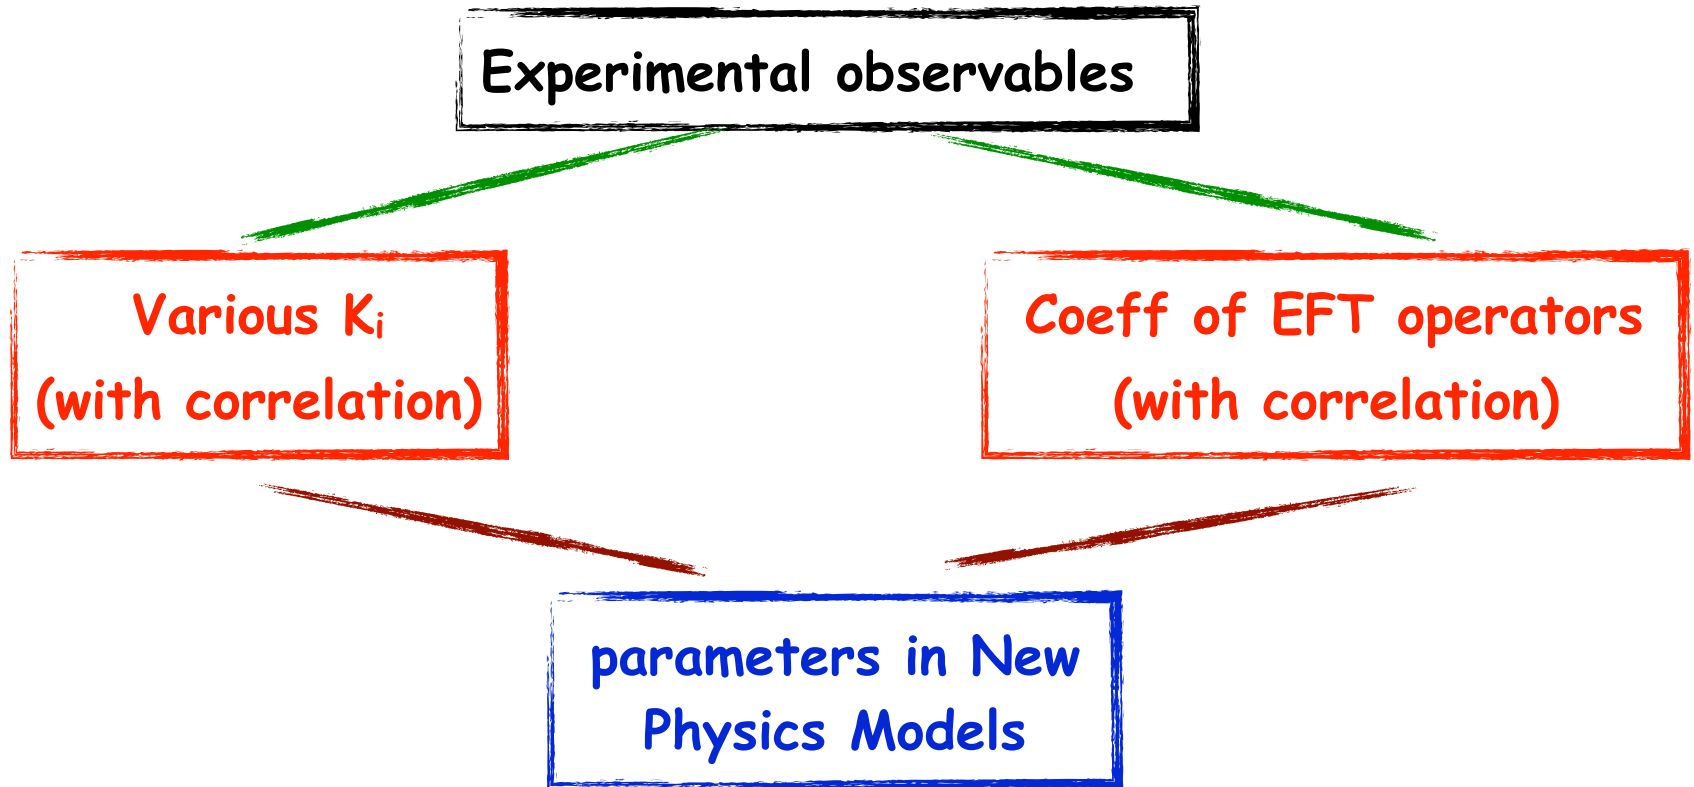 Experimental observables
Various Kᵢ
(with correlation)
Coeff of EFT operators
(with correlation)
parameters in New
Physics Models